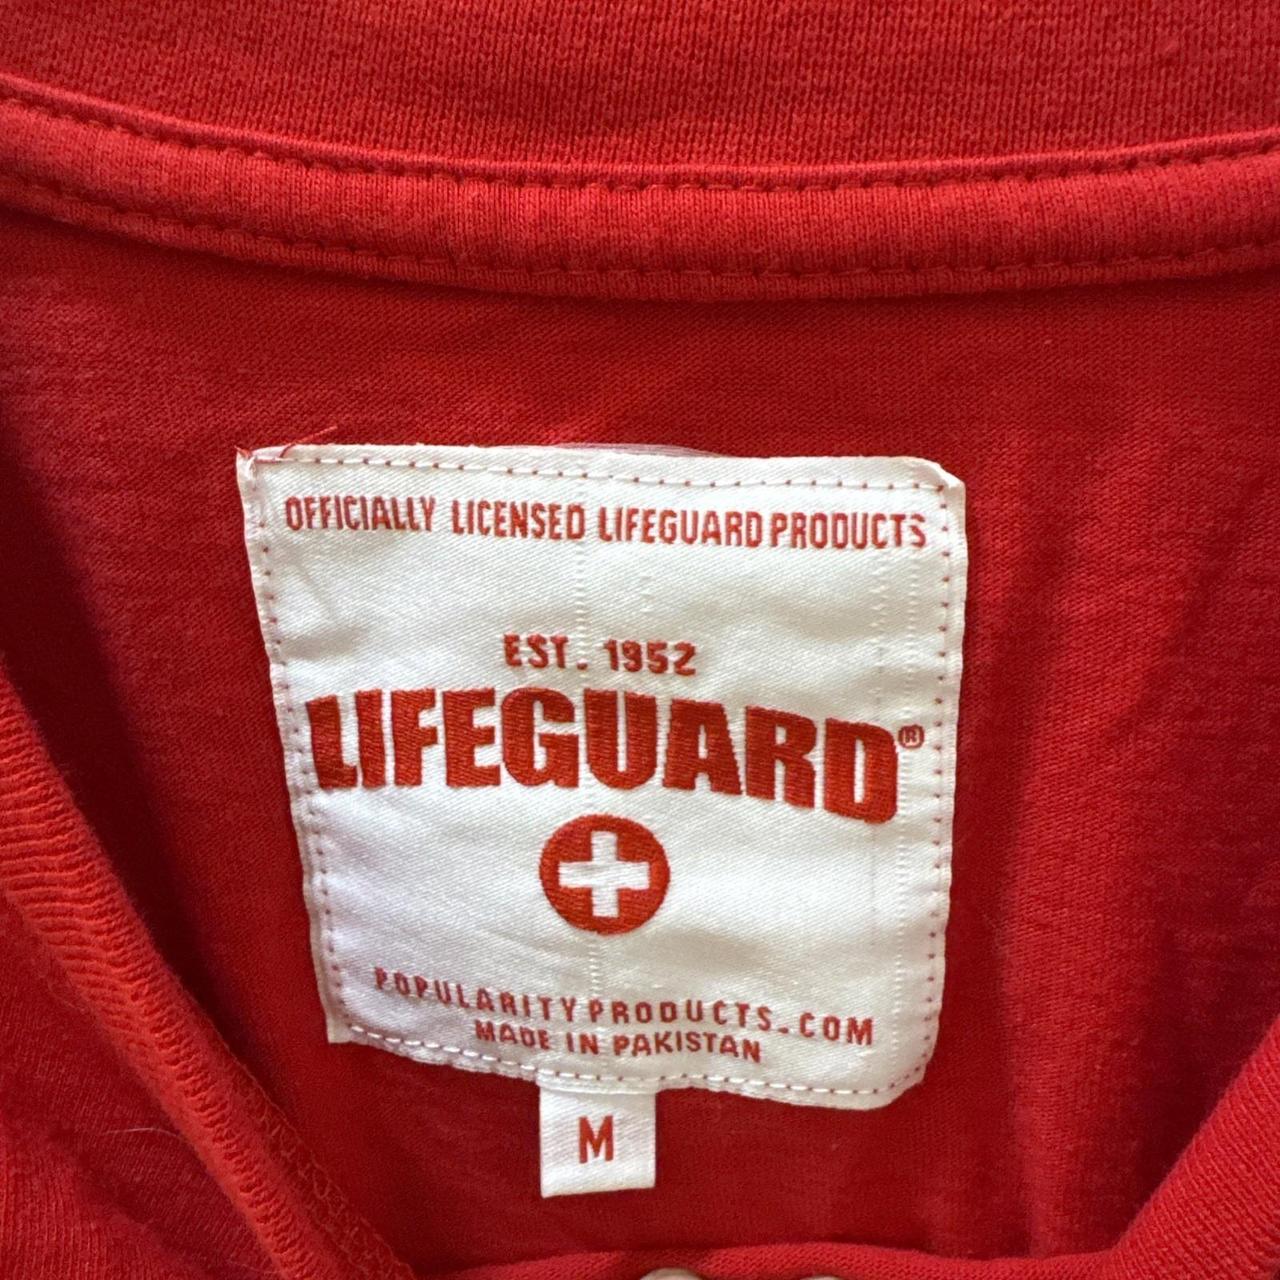 OFFICIALLY LICENSED LIFEGUARD PRODUCTS
EST. 1952
LIFEGUARD®
POPULARITYPRODUCTS.COM
MADE IN PAKISTAN
M